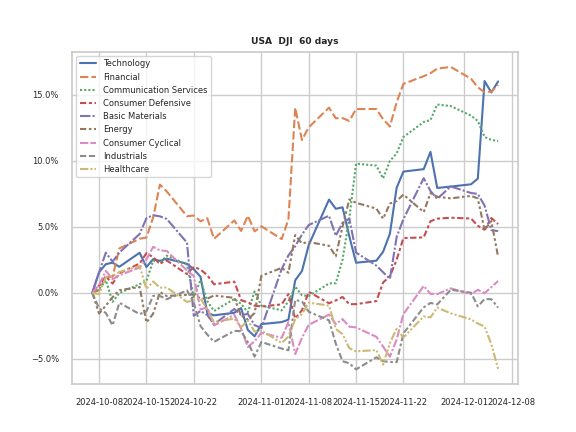 USA DJI 60 days
Technology
Financial
Communication Services
Consumer Defensive
Basic Materials
Energy
Consumer Cyclical
Industrials
Healthcare
15.0%
10.0%
5.0%
0.0%
−5.0%
2024-10-08 2024-10-15 2024-10-22 2024-11-01 2024-11-08 2024-11-15 2024-11-22 2024-12-01 2024-12-08